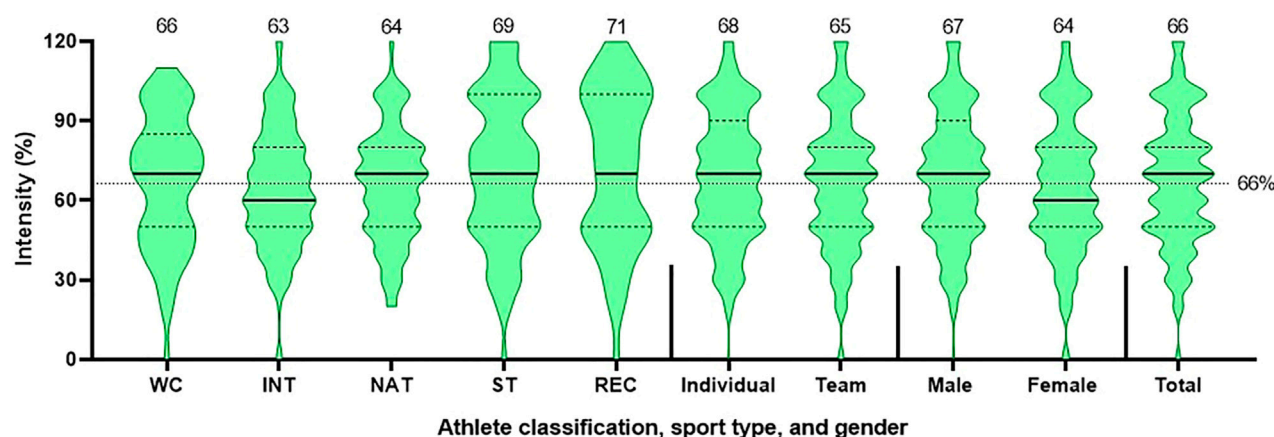 66 63 64 69 71 68 65 67 64 66
120
90
60
30
0
Intensity (%)
66%
WC INT NAT ST REC Individual Team Male Female Total
Athlete classification, sport type, and gender